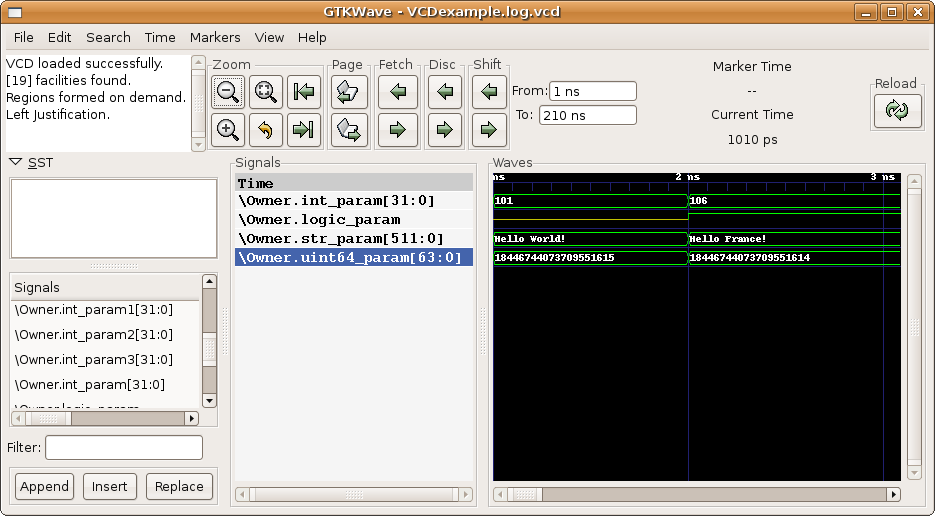 GTKWave - VCDexample.log.vcd
File Edit Search Time Markers View Help
VCD loaded successfully.
[19] facilities found.
Regions formed on demand.
Left Justification.
Zoom
Page
Fetch
Disc
Shift
From: 1 ns
To: 210 ns
Marker Time
--
Current Time
1010 ps
Reload
SST
Signals
\Owner.int_param1[31:0]
\Owner.int_param2[31:0]
\Owner.int_param3[31:0]
\Owner.int_param[31:0]
\Owner.logic_param
Filter:
Append Insert Replace
Signals
Time
\Owner.int_param[31:0]
\Owner.logic_param
\Owner.str_param[511:0]
\Owner.uint64_param[63:0]
Waves
ns 2 ns 3 ns
101 106
Hello World! Hello France!
18446744073709551615 18446744073709551614